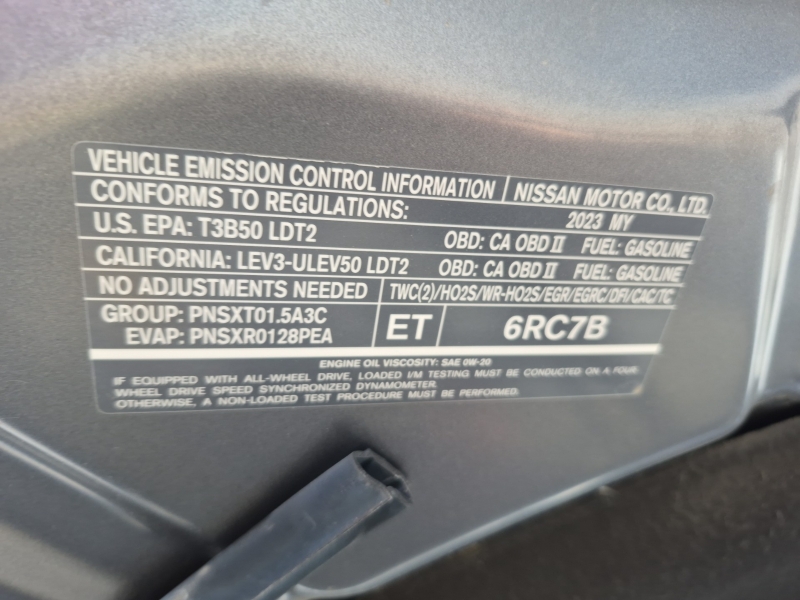 VEHICLE EMISSION CONTROL INFORMATION NISSAN MOTOR CO., LTD.
CONFORMS TO REGULATIONS: 2023 MY
U.S. EPA: T3B50 LDT2 OBD: CA OBD II FUEL: GASOLINE
CALIFORNIA: LEV3-ULEV50 LDT2 OBD: CA OBD II FUEL: GASOLINE
NO ADJUSTMENTS NEEDED TWC(2)/HO2S/WR-HO2S/EGR/EGRC/DFI/CAC/TC
GROUP: PNSXT01.5A3C
EVAP: PNSXR0128PEA ET 6RC7B
ENGINE OIL VISCOSITY: SAE 0W-20
IF EQUIPPED WITH ALL-WHEEL DRIVE, LOADED I/M TESTING MUST BE CONDUCTED ON A FOUR
WHEEL DRIVE SPEED SYNCHRONIZED DYNAMOMETER.
OTHERWISE, A NON-LOADED TEST PROCEDURE MUST BE PERFORMED.